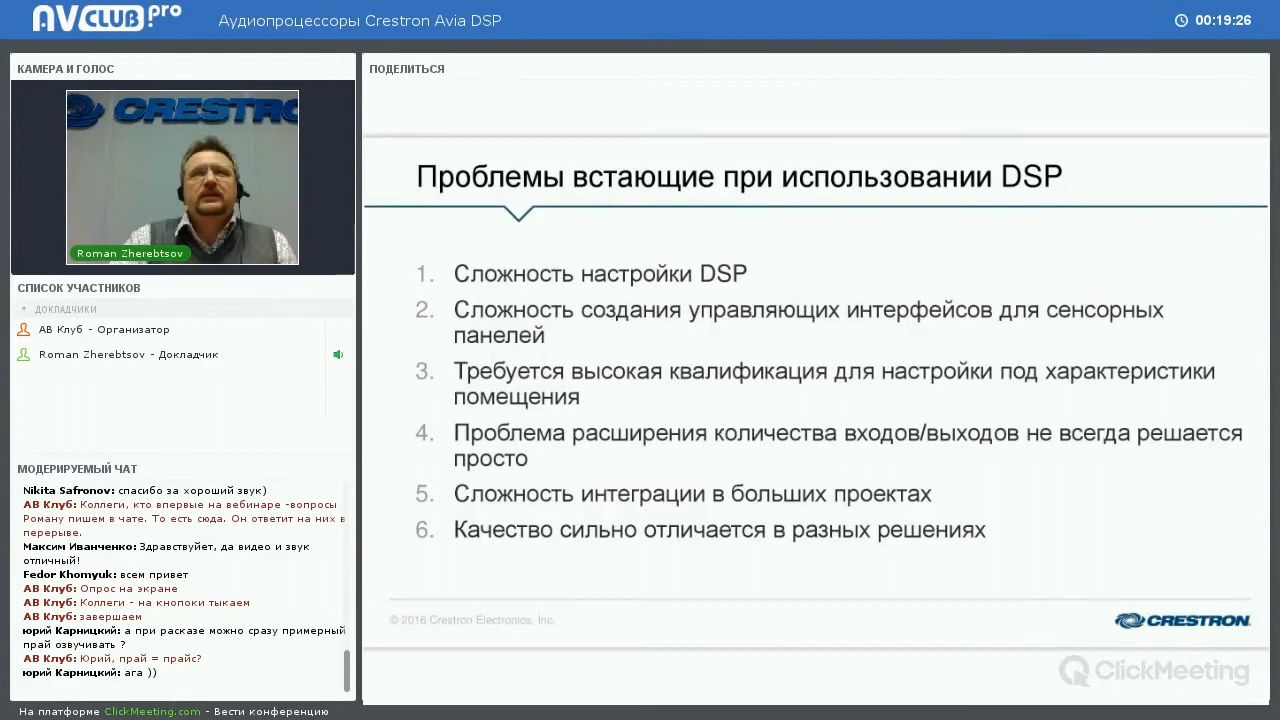 AVCLUB.pro
Аудиопроцессоры Crestron Avia DSP
00:19:26
КАМЕРА И ГОЛОС
CRESTRON
Roman Zherebtsov
СПИСОК УЧАСТНИКОВ
ДОКЛАДЧИКИ
АВ Клуб - Организатор
Roman Zherebtsov - Докладчик
МОДЕРИРУЕМЫЙ ЧАТ
Nikita Safronov: спасибо за хороший звук)
АВ Клуб: Коллеги, кто впервые на вебинаре -вопросы
Роману пишем в чате. То есть сюда. Он ответит на них в
перерыве.
Максим Иванченко: Здравствуйет, да видео и звук
отличный!
Fedor Khomyuk: всем привет
АВ Клуб: Опрос на экране
АВ Клуб: Коллеги - на кнопоки тыкаем
АВ Клуб: завершаем
юрий Карницкий: а при расказе можно сразу примерный
прай озвучивать ?
АВ Клуб: Юрий, прай = прайс?
юрий Карницкий: ага ))
На платформе ClickMeeting.com - Вести конференцию
ПОДЕЛИТЬСЯ
Проблемы встающие при использовании DSP
1. Сложность настройки DSP
2. Сложность создания управляющих интерфейсов для сенсорных
панелей
3. Требуется высокая квалификация для настройки под характеристики
помещения
4. Проблема расширения количества входов/выходов не всегда решается
просто
5. Сложность интеграции в больших проектах
6. Качество сильно отличается в разных решениях
© 2016 Crestron Electronics, Inc.
CRESTRON
ClickMeeting